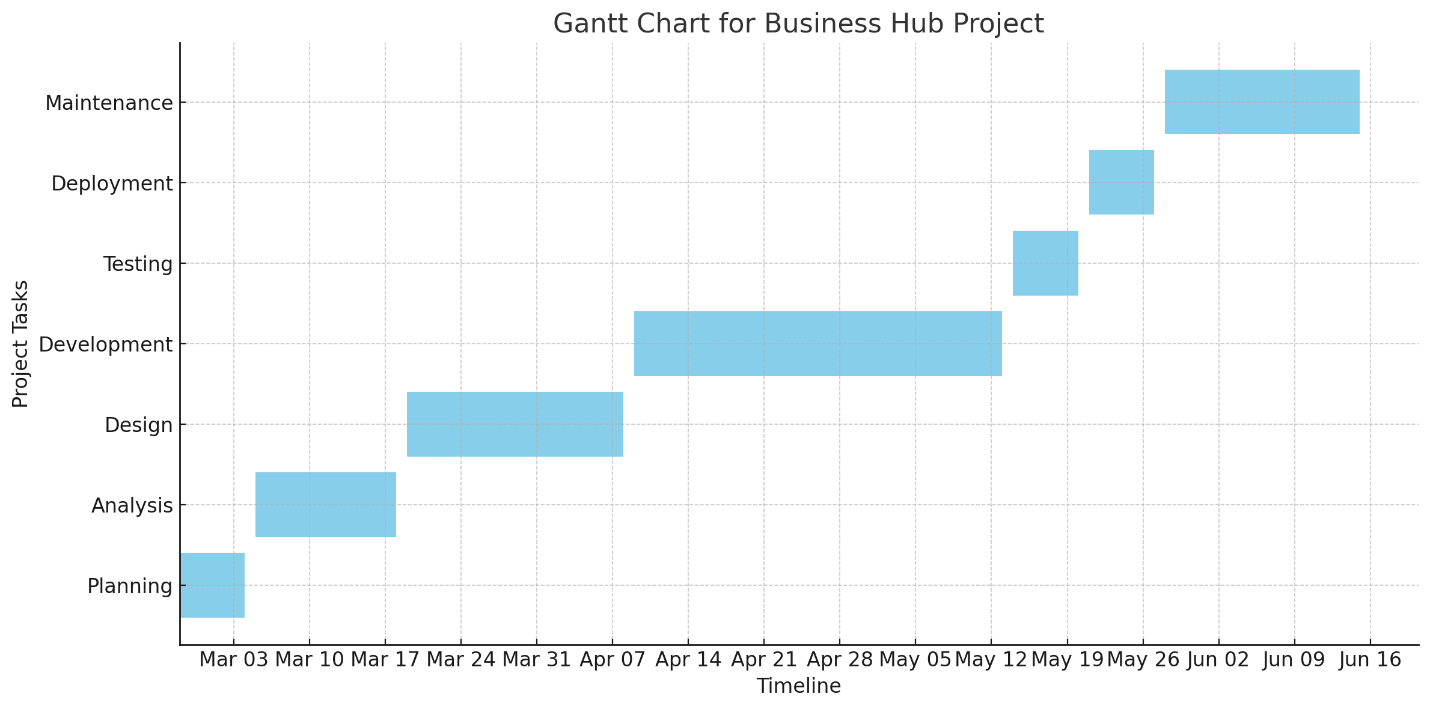 Gantt Chart for Business Hub Project
Project Tasks
Maintenance
Deployment
Testing
Development
Design
Analysis
Planning
Mar 03 Mar 10 Mar 17 Mar 24 Mar 31 Apr 07 Apr 14 Apr 21 Apr 28 May 05 May 12 May 19 May 26 Jun 02 Jun 09 Jun 16
Timeline